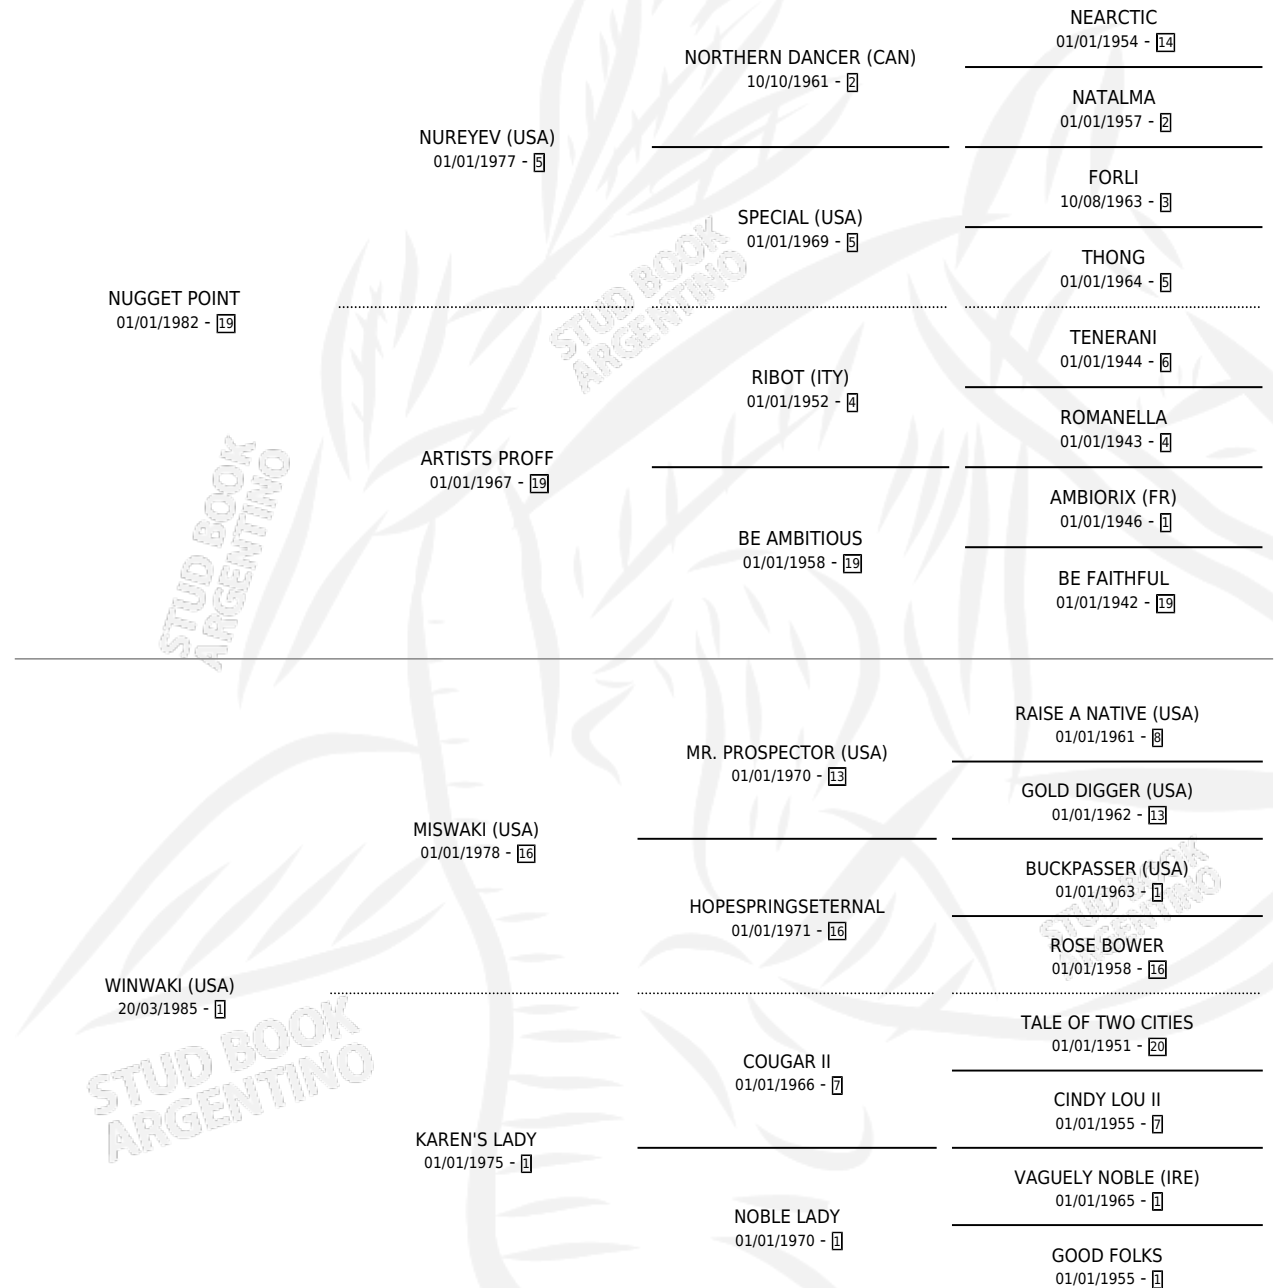 NEARCTIC
01/01/1954 - 14
NORTHERN DANCER (CAN)
10/10/1961 - 2
NATALMA
01/01/1957 - 2
NUREYEV (USA)
01/01/1977 - 5
FORLI
10/08/1963 - 3
SPECIAL (USA)
01/01/1969 - 5
THONG
01/01/1964 - 5
NUGGET POINT
01/01/1982 - 19
STUD BOOK
ARGENTINO
TENERANI
01/01/1944 - 6
RIBOT (ITY)
01/01/1952 - 4
ROMANELLA
01/01/1943 - 4
ARTISTS PROFF
01/01/1967 - 19
AMBIORIX (FR)
01/01/1946 - 1
BE AMBITIOUS
01/01/1958 - 19
BE FAITHFUL
01/01/1942 - 19
STUD BOOK
ARGENTINO
RAISE A NATIVE (USA)
01/01/1961 - 8
MR. PROSPECTOR (USA)
01/01/1970 - 13
GOLD DIGGER (USA)
01/01/1962 - 13
MISWAKI (USA)
01/01/1978 - 16
BUCKPASSER (USA)
01/01/1963 - 1
HOPESPRINGSETERNAL
01/01/1971 - 16
ROSE BOWER
01/01/1958 - 16
STUD BOOK
ARGENTINO
WINWAKI (USA)
20/03/1985 - 1
TALE OF TWO CITIES
01/01/1951 - 20
COUGAR II
01/01/1966 - 7
CINDY LOU II
01/01/1955 - 7
STUD BOOK
ARGENTINO
KAREN'S LADY
01/01/1975 - 1
VAGUELY NOBLE (IRE)
01/01/1965 - 1
NOBLE LADY
01/01/1970 - 1
GOOD FOLKS
01/01/1955 - 1